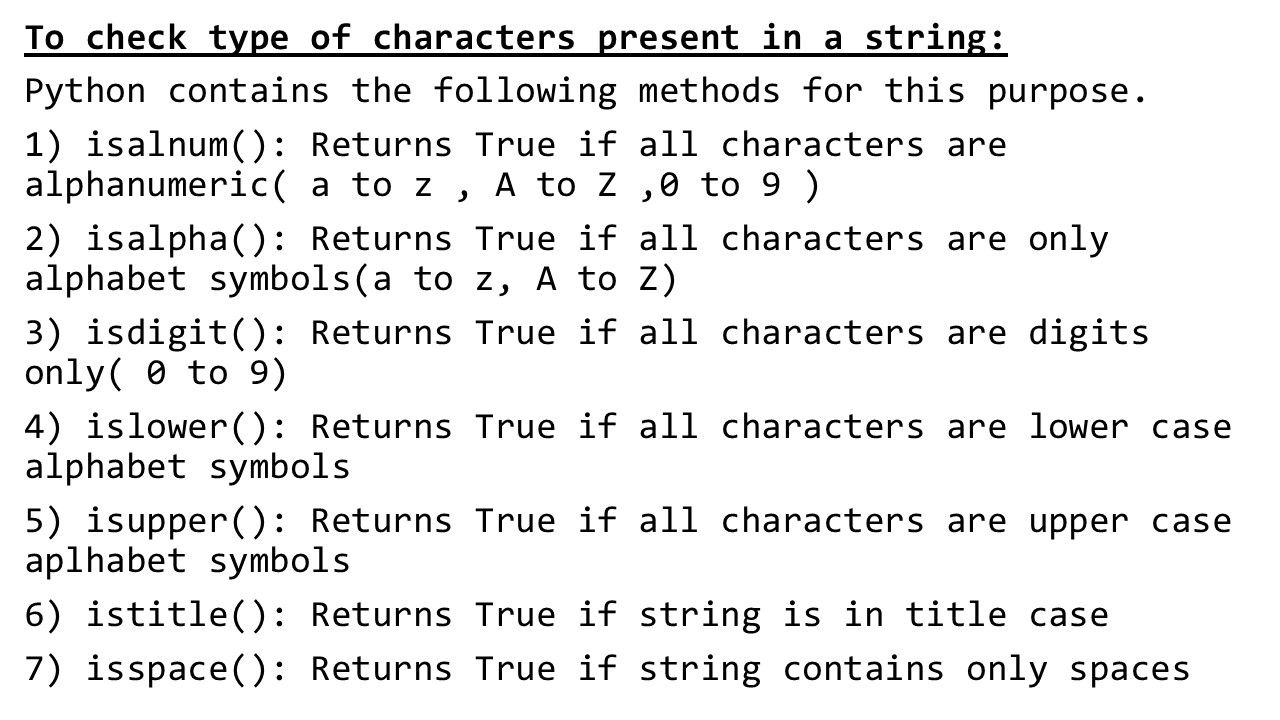 To check type of characters present in a string:
Python contains the following methods for this purpose.
1) isalnum(): Returns True if all characters are
alphanumeric( a to z , A to Z ,0 to 9 )
2) isalpha(): Returns True if all characters are only
alphabet symbols(a to z, A to Z)
3) isdigit(): Returns True if all characters are digits
only( 0 to 9)
4) islower(): Returns True if all characters are lower case
alphabet symbols
5) isupper(): Returns True if all characters are upper case
aplhabet symbols
6) istitle(): Returns True if string is in title case
7) isspace(): Returns True if string contains only spaces